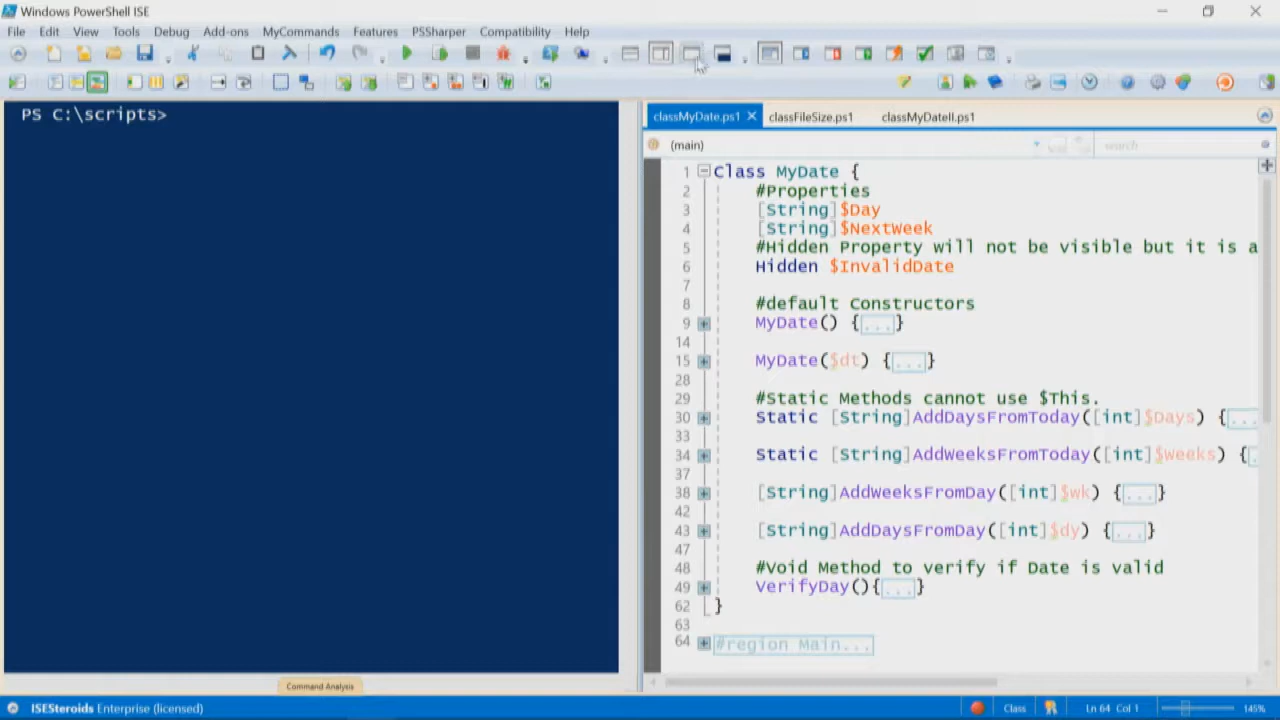 Windows PowerShell ISE
File Edit View Tools Debug Add-ons MyCommands Features PSSharper Compatibility Help
PS C:\scripts>
classMyDate.ps1 classFileSize.ps1 classMyDateII.ps1
(main) search
1 Class MyDate {
2 #Properties
3 [String]$Day
4 [String]$NextWeek
5 #Hidden Property will not be visible but it is a
6 Hidden $InvalidDate
7
8 #default Constructors
9 MyDate() {...}
14
15 MyDate($dt) {...}
28
29 #Static Methods cannot use $This.
30 Static [String]AddDaysFromToday([int]$Days) {...
33
34 Static [String]AddWeeksFromToday([int]$Weeks) {.
37
38 [String]AddWeeksFromDay([int]$wk) {...}
42
43 [String]AddDaysFromDay([int]$dy) {...}
47
48 #Void Method to verify if Date is valid
49 VerifyDay(){...}
62 }
63
64 #region Main...
Command Analysis
ISESteroids Enterprise (licensed) Class Ln 64 Col 1 145%